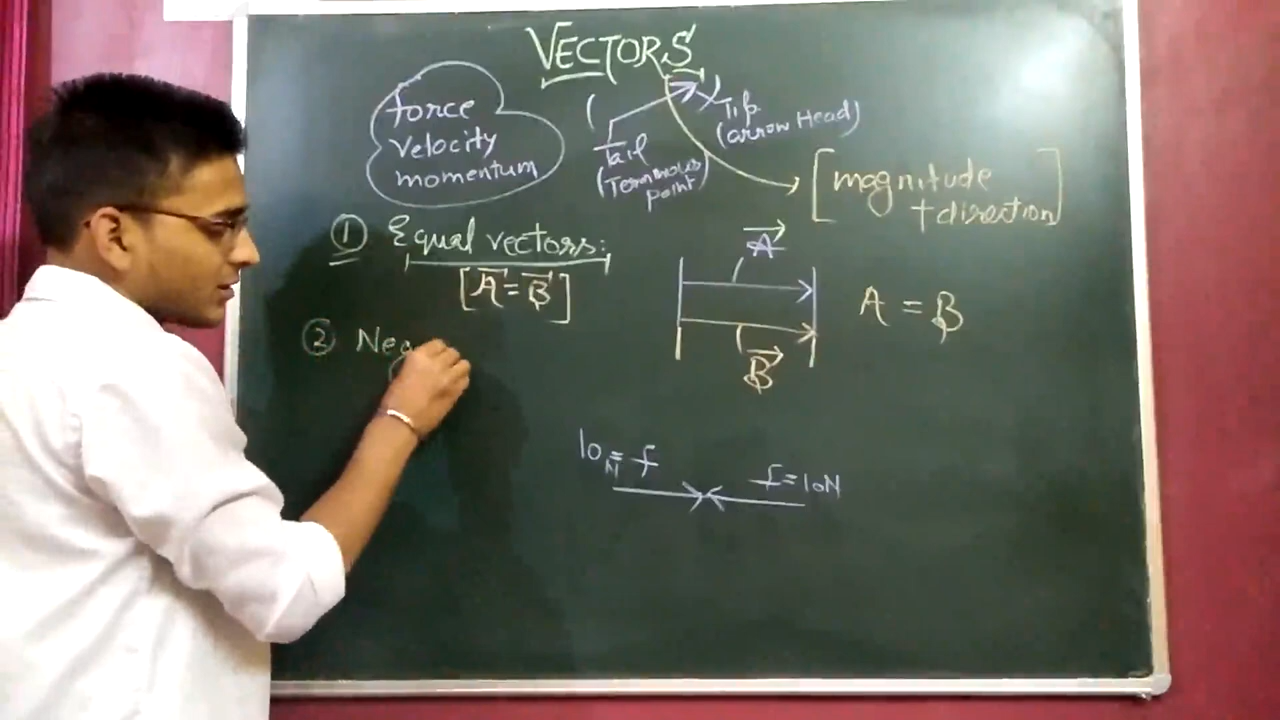 VECTORS
force
velocity
momentum
Tail
(Terminous
point)
Tip
(arrow Head)
[magnitude
+direction]
① Equal vectors:
[A⃗ = B⃗]
A⃗
B⃗
A = B
② Neg
10N = f
f = 10N